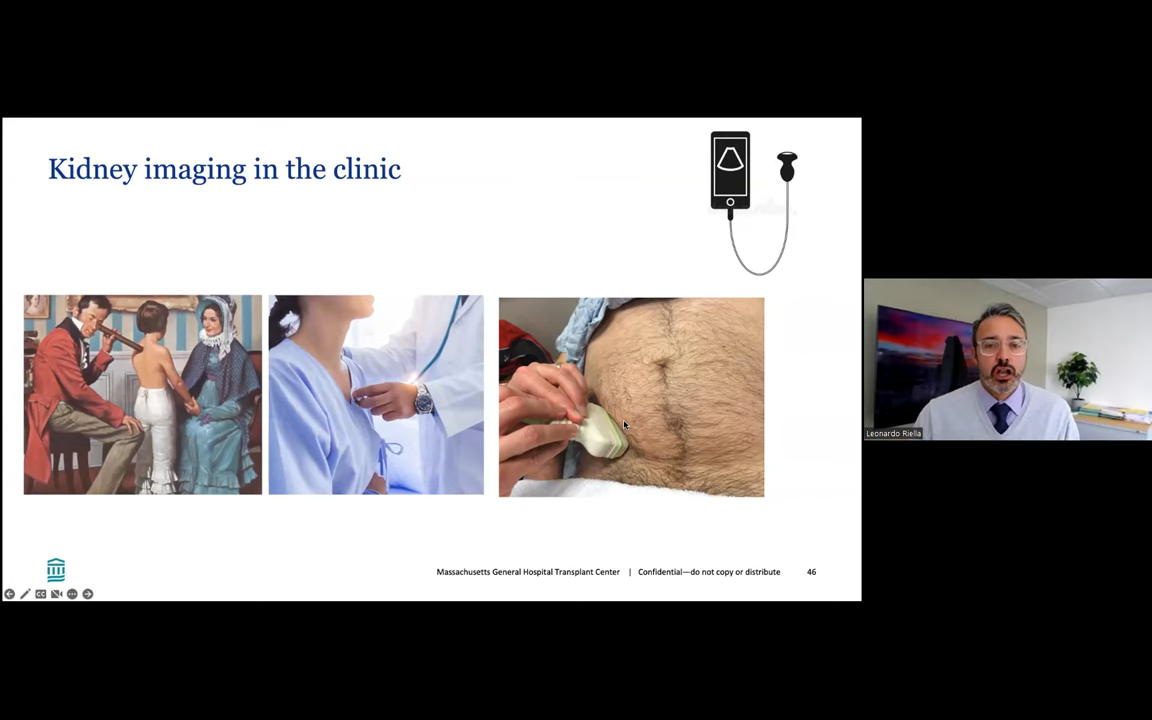 Kidney imaging in the clinic
Leonardo Riella
Massachusetts General Hospital Transplant Center | Confidential—do not copy or distribute 46
CC